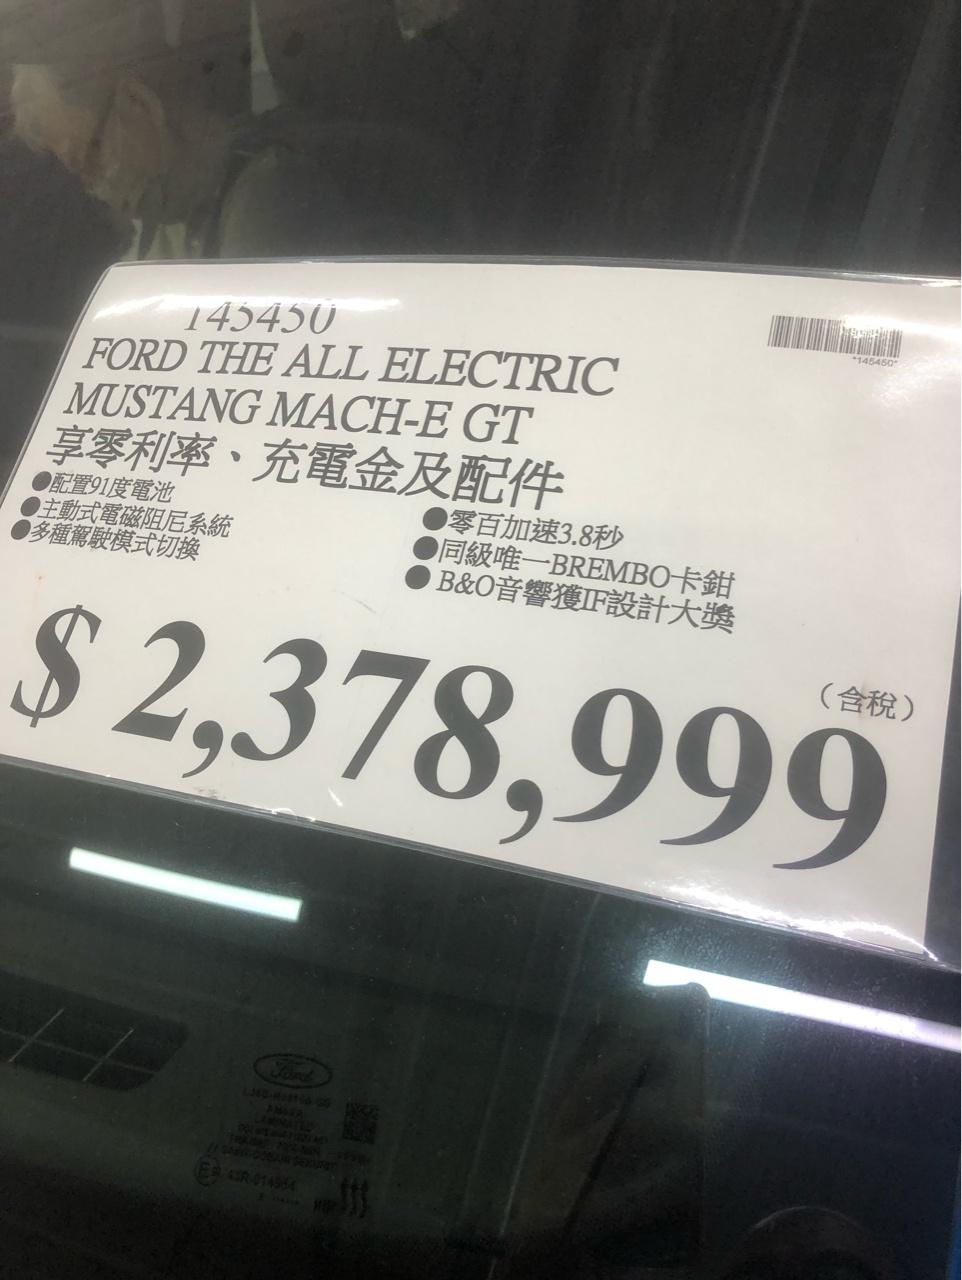 145450
*145450*
FORD THE ALL ELECTRIC
MUSTANG MACH-E GT
享零利率、充電金及配件
●配置91度電池
●主動式電磁阻尼系統
●多種駕駛模式切換
●零百加速3.8秒
●同級唯一BREMBO卡鉗
●B&O音響獲IF設計大獎
(含稅)
$2,378,999
Ford
LAMINATED